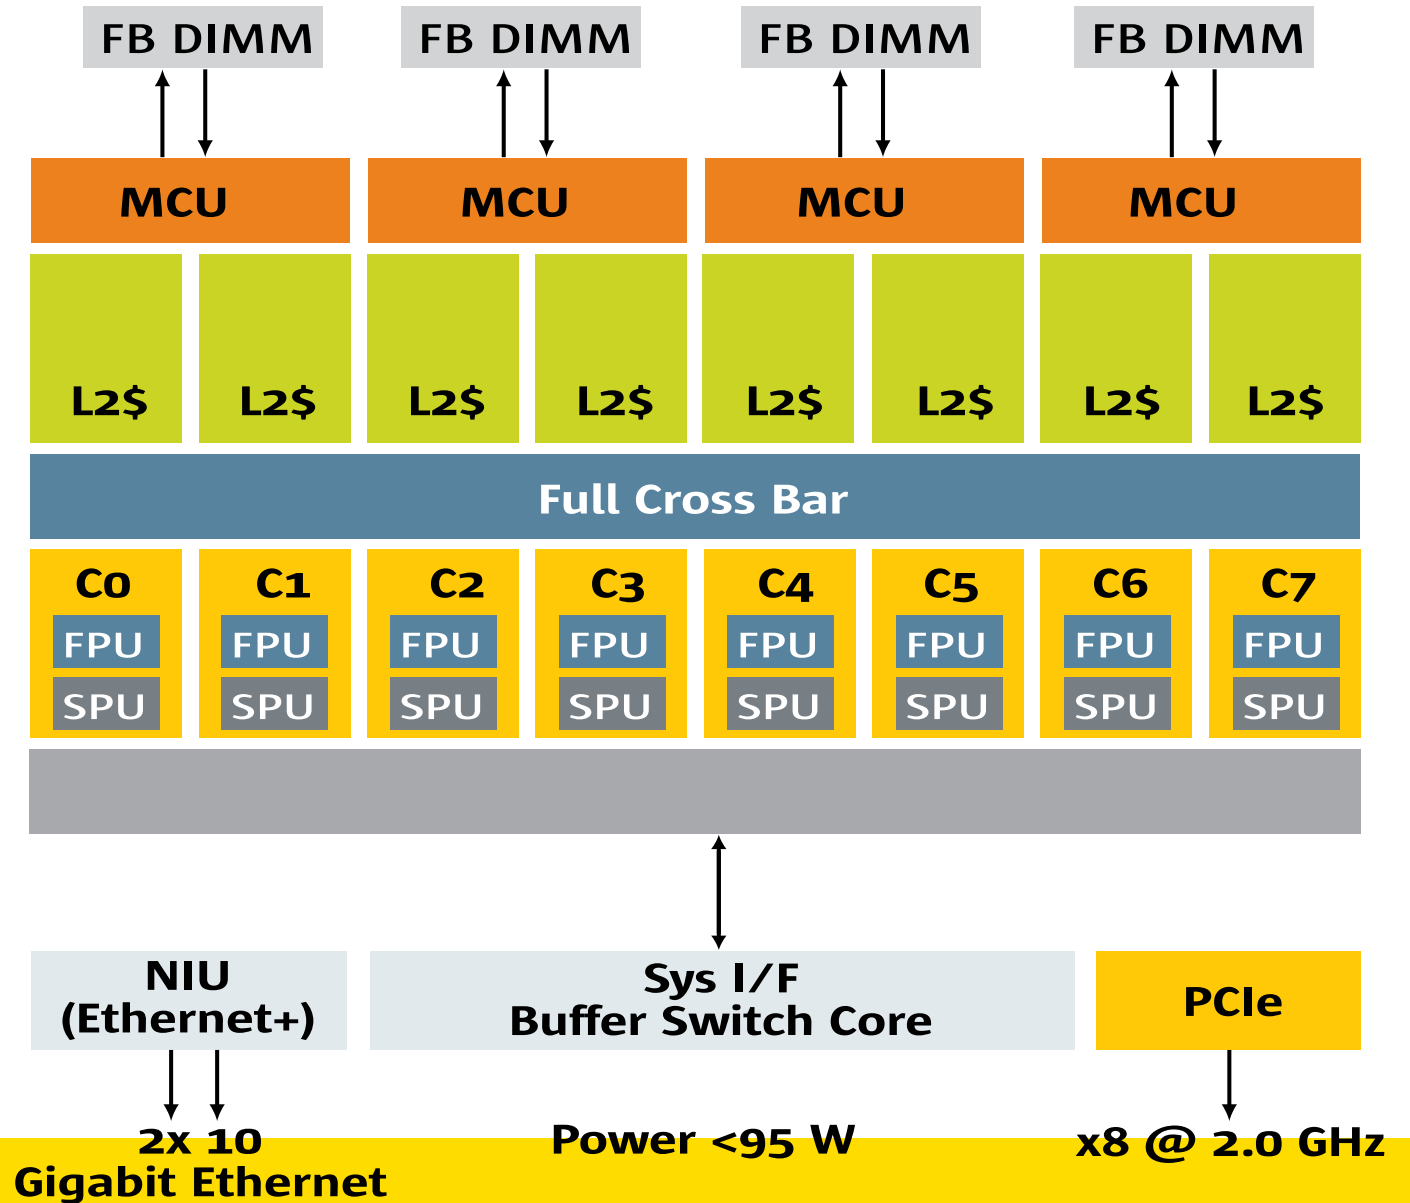 FB DIMM FB DIMM FB DIMM FB DIMM
MCU MCU MCU MCU
L2$ L2$ L2$ L2$ L2$ L2$ L2$ L2$
Full Cross Bar
C0 C1 C2 C3 C4 C5 C6 C7
FPU FPU FPU FPU FPU FPU FPU FPU
SPU SPU SPU SPU SPU SPU SPU SPU
NIU
(Ethernet+)
Sys I/F
Buffer Switch Core
PCIe
2x 10
Gigabit Ethernet
Power <95 W
x8 @ 2.0 GHz